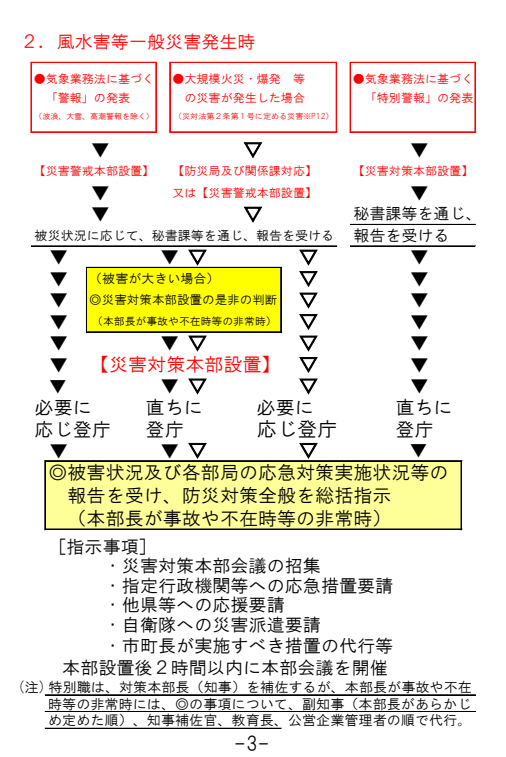 ２．風水害等一般災害発生時
●気象業務法に基づく
「警報」の発表
（波浪、大雪、高潮警報を除く）
●大規模火災・爆発　等
の災害が発生した場合
（災対法第２条第１号に定める災害※P12）
●気象業務法に基づく
「特別警報」の発表
▼ ▽ ▼
【災害警戒本部設置】
【防災局及び関係課対応】
又は【災害警戒本部設置】
【災害対策本部設置】
▼ ▼
▼ ▽
秘書課等を通じ、
報告を受ける
被災状況に応じて、秘書課等を通じ、報告を受ける
▼ ▼ ▽ ▽ ▼
（被害が大きい場合）
◎災害対策本部設置の是非の判断
（本部長が事故や不在時等の非常時）
▼ ▽ ▼
▼ ▽ ▼
▼ ▽ ▼
▼ ▼ ▽ ▽ ▼
▼ 【災害対策本部設置】 ▽ ▼
▼ ▼ ▽ ▽ ▼
必要に
応じ登庁
直ちに
登庁
必要に
応じ登庁
直ちに
登庁
▼ ▼ ▽ ▽ ▼
◎被害状況及び各部局の応急対策実施状況等の
報告を受け、防災対策全般を総括指示
（本部長が事故や不在時等の非常時）
［指示事項］
・災害対策本部会議の招集
・指定行政機関等への応急措置要請
・他県等への応援要請
・自衛隊への災害派遣要請
・市町長が実施すべき措置の代行等
本部設置後２時間以内に本部会議を開催
（注）特別職は、対策本部長（知事）を補佐するが、本部長が事故や不在
時等の非常時には、◎の事項について、副知事（本部長があらかじ
め定めた順）、知事補佐官、教育長、公営企業管理者の順で代行。
-3-